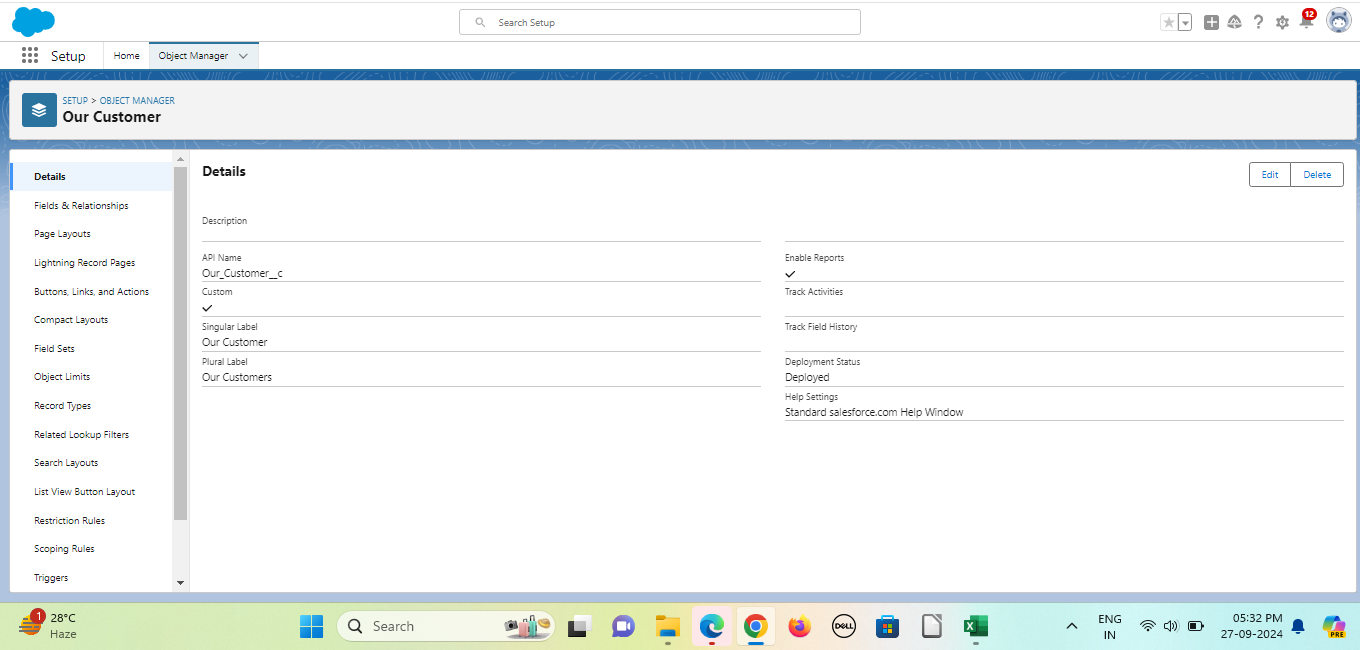 Search Setup
12
Setup
Home
Object Manager
SETUP > OBJECT MANAGER
Our Customer
Details
Fields & Relationships
Page Layouts
Lightning Record Pages
Buttons, Links, and Actions
Compact Layouts
Field Sets
Object Limits
Record Types
Related Lookup Filters
Search Layouts
List View Button Layout
Restriction Rules
Scoping Rules
Triggers
Details
Edit
Delete
Description
API Name
Our_Customer__c
Custom
Singular Label
Our Customer
Plural Label
Our Customers
Enable Reports
Track Activities
Track Field History
Deployment Status
Deployed
Help Settings
Standard salesforce.com Help Window
1
28°C
Haze
Search
DELL
ENG
IN
05:32 PM
27-09-2024
PRE